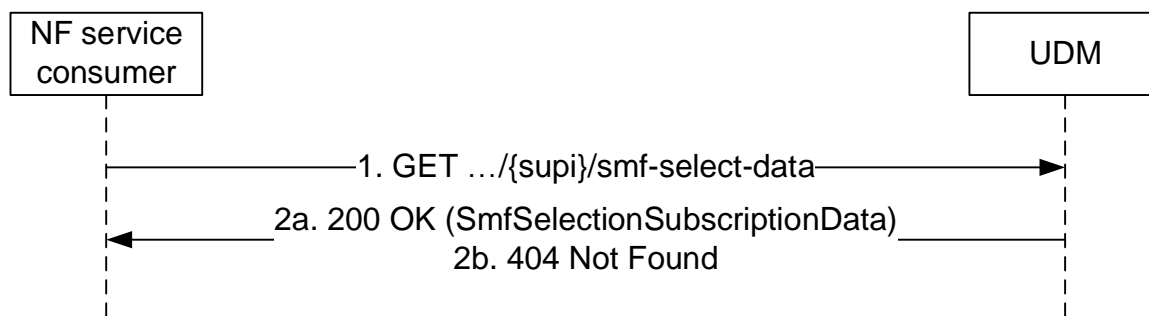 NF service
consumer
UDM
1. GET …/{supi}/smf-select-data
2a. 200 OK (SmfSelectionSubscriptionData)
2b. 404 Not Found